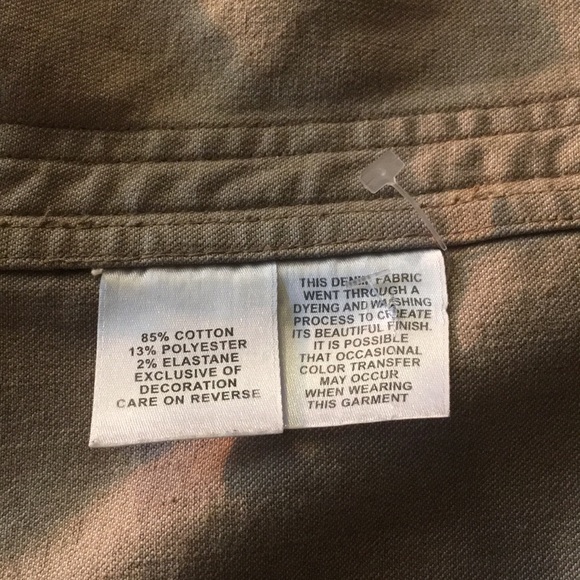 85% COTTON
13% POLYESTER
2% ELASTANE
EXCLUSIVE OF
DECORATION
CARE ON REVERSE
THIS DENIM FABRIC
WENT THROUGH A
DYEING AND WASHING
PROCESS TO CREATE
ITS BEAUTIFUL FINISH.
IT IS POSSIBLE
THAT OCCASIONAL
COLOR TRANSFER
MAY OCCUR
WHEN WEARING
THIS GARMENT